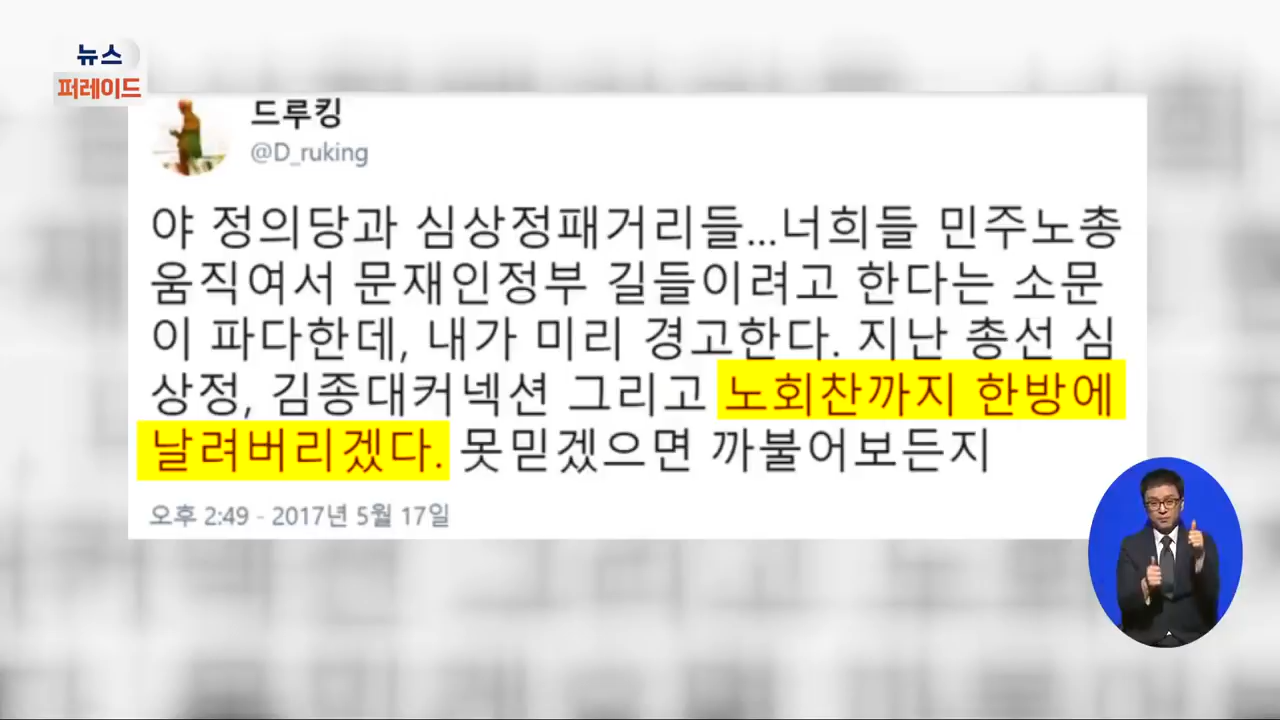 뉴스
퍼레이드
드루킹
@D_ruking
야 정의당과 심상정패거리들...너희들 민주노총
움직여서 문재인정부 길들이려고 한다는 소문
이 파다한데, 내가 미리 경고한다. 지난 총선 심
상정, 김종대커넥션 그리고 노회찬까지 한방에
날려버리겠다. 못믿겠으면 까불어보든지
오후 2:49 - 2017년 5월 17일